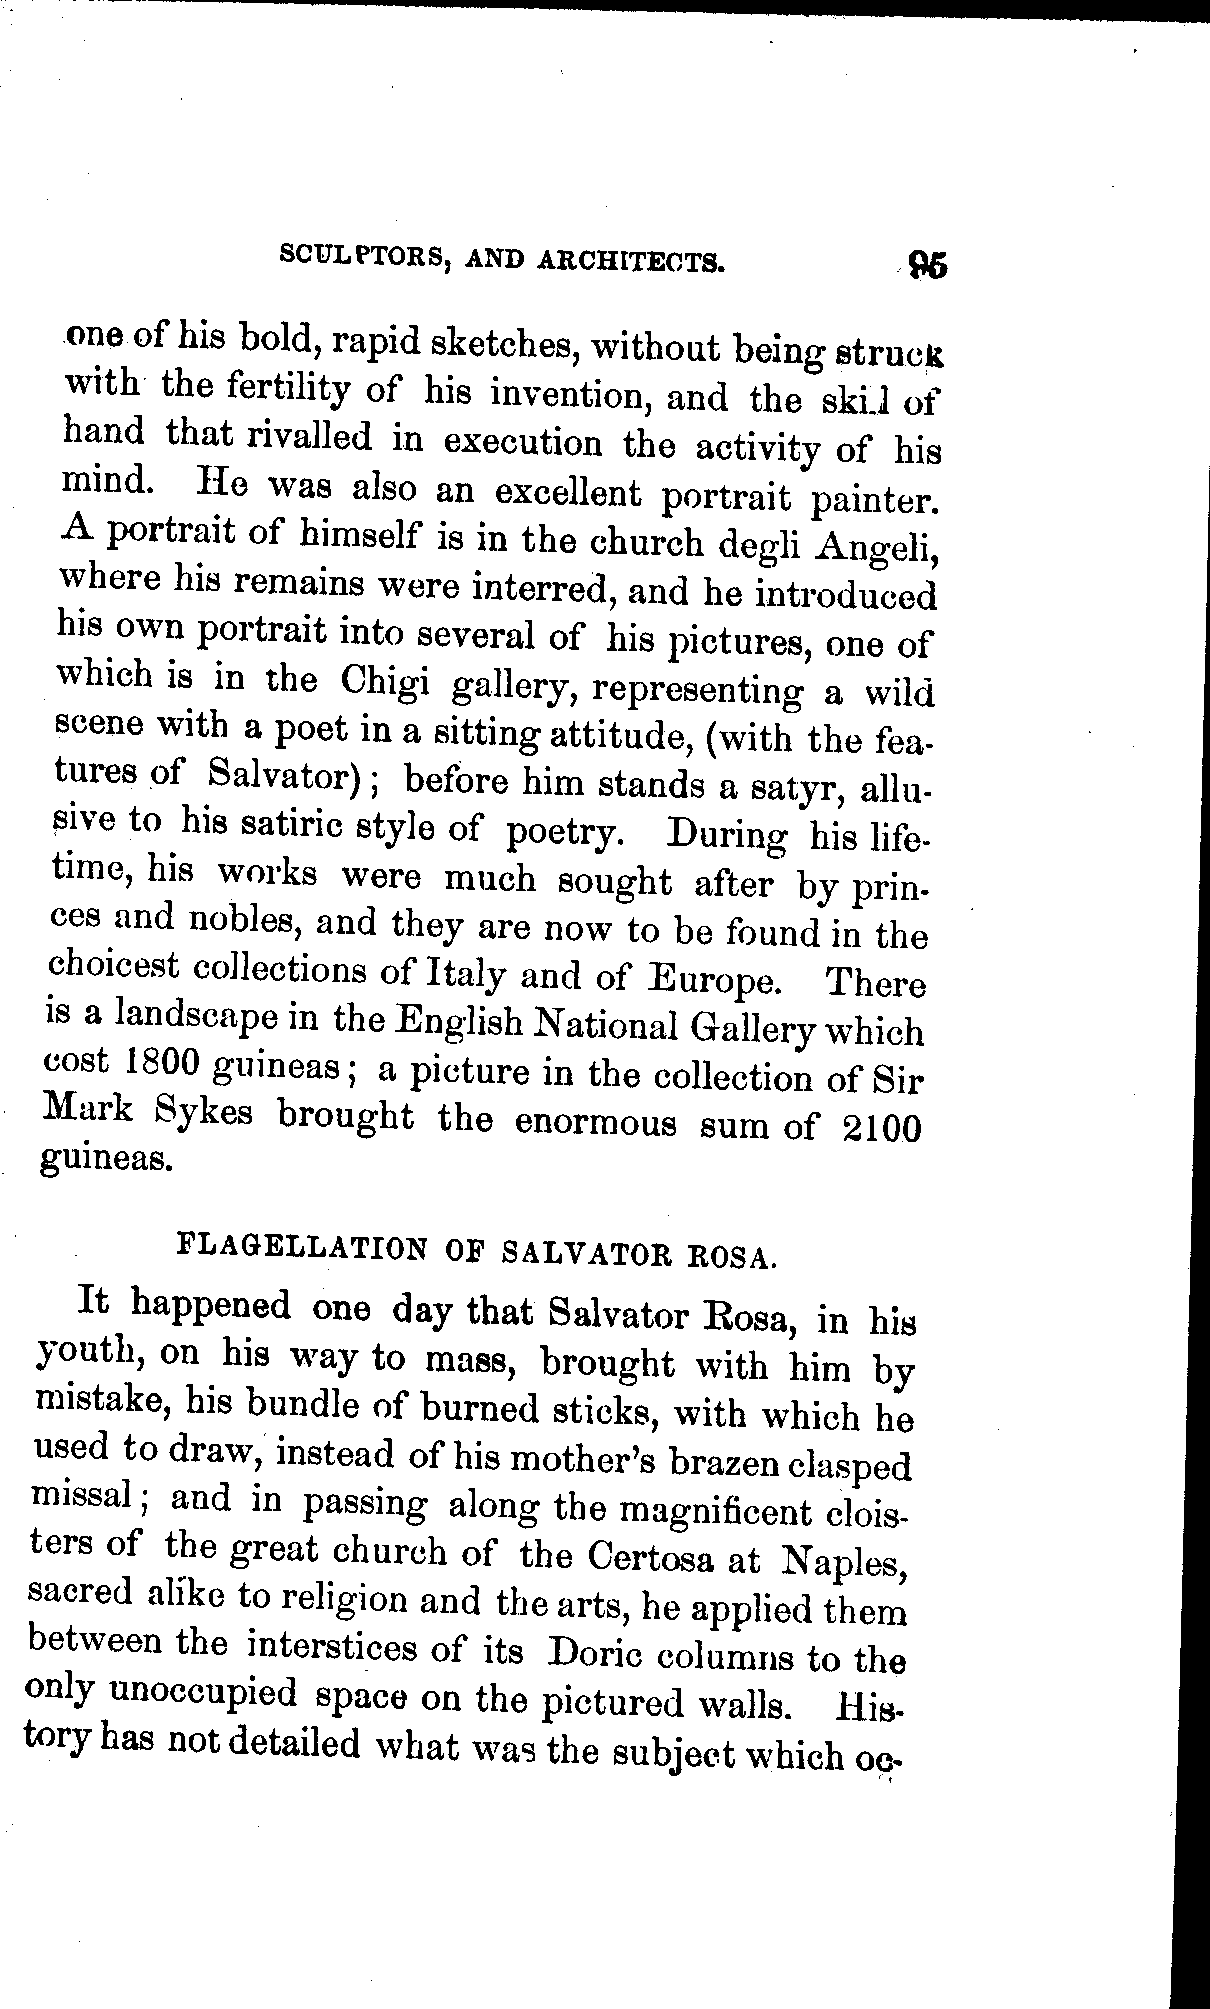 SCULPTORS, AND ARCHITECTS. 95
one of his bold, rapid sketches, without being struck
with the fertility of his invention, and the skill of
hand that rivalled in execution the activity of his
mind. He was also an excellent portrait painter.
A portrait of himself is in the church degli Angeli,
where his remains were interred, and he introduced
his own portrait into several of his pictures, one of
which is in the Chigi gallery, representing a wild
scene with a poet in a sitting attitude, (with the fea-
tures of Salvator); before him stands a satyr, allu-
sive to his satiric style of poetry. During his life-
time, his works were much sought after by prin-
ces and nobles, and they are now to be found in the
choicest collections of Italy and of Europe. There
is a landscape in the English National Gallery which
cost 1800 guineas; a picture in the collection of Sir
Mark Sykes brought the enormous sum of 2100
guineas.
FLAGELLATION OF SALVATOR ROSA.
It happened one day that Salvator Rosa, in his
youth, on his way to mass, brought with him by
mistake, his bundle of burned sticks, with which he
used to draw, instead of his mother's brazen clasped
missal; and in passing along the magnificent clois-
ters of the great church of the Certosa at Naples,
sacred alike to religion and the arts, he applied them
between the interstices of its Doric columns to the
only unoccupied space on the pictured walls. His-
tory has not detailed what was the subject which oc-